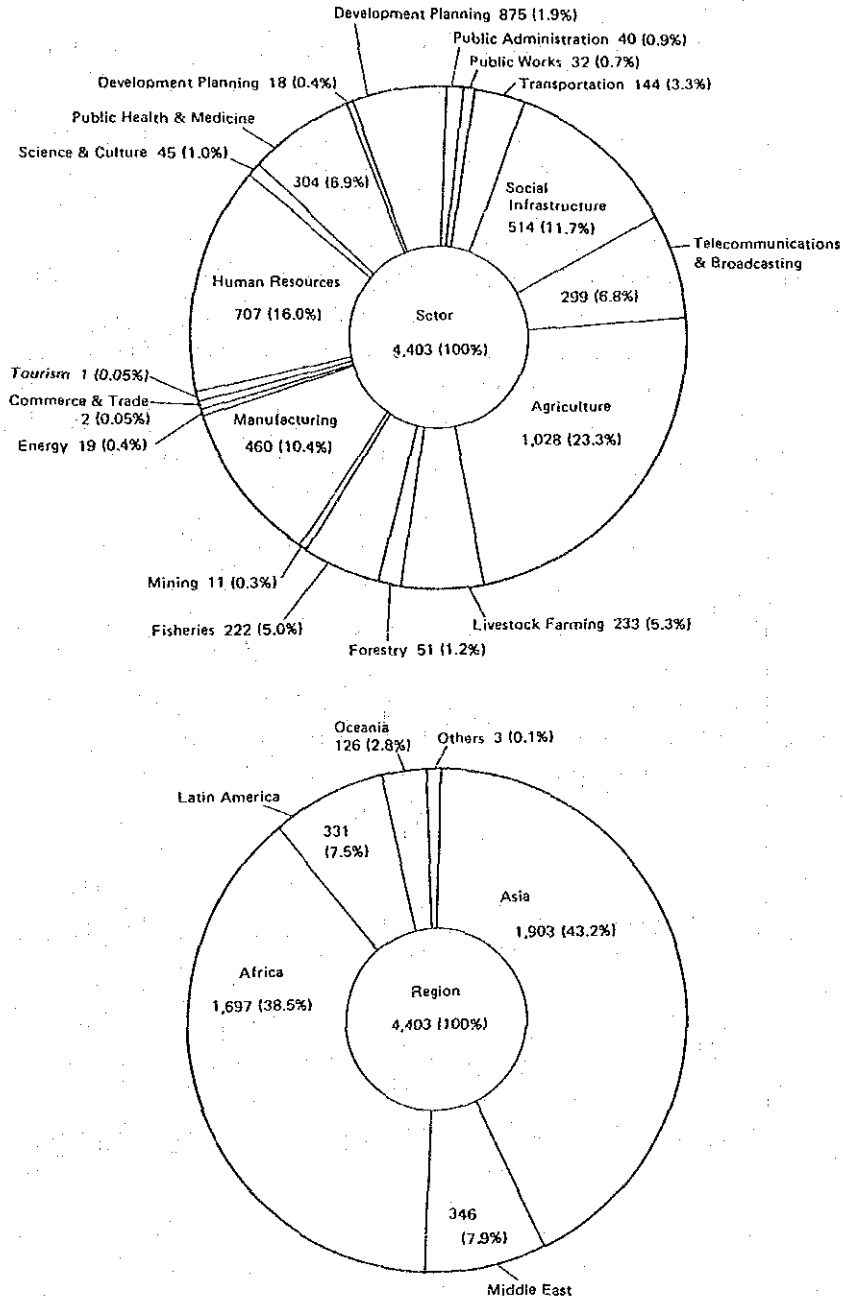 Development Planning 875 (1.9%)
Public Administration 40 (0.9%)
Public Works 32 (0.7%)
Transportation 144 (3.3%)
Development Planning 18 (0.4%)
Public Health & Medicine
304 (6.9%)
Science & Culture 45 (1.0%)
Social
Infrastructure
514 (11.7%)
Telecommunications
& Broadcasting
299 (6.8%)
Human Resources
707 (16.0%)
Sctor
4,403 (100%)
Tourism 1 (0.05%)
Commerce & Trade
2 (0.05%)
Energy 19 (0.4%)
Manufacturing
460 (10.4%)
Agriculture
1,028 (23.3%)
Mining 11 (0.3%)
Fisheries 222 (5.0%)
Forestry 51 (1.2%)
Livestock Farming 233 (5.3%)
Oceania
126 (2.8%)
Others 3 (0.1%)
Latin America
331
(7.5%)
Asia
1,903 (43.2%)
Africa
1,697 (38.5%)
Region
4,403 (100%)
346
(7.9%)
Middle East